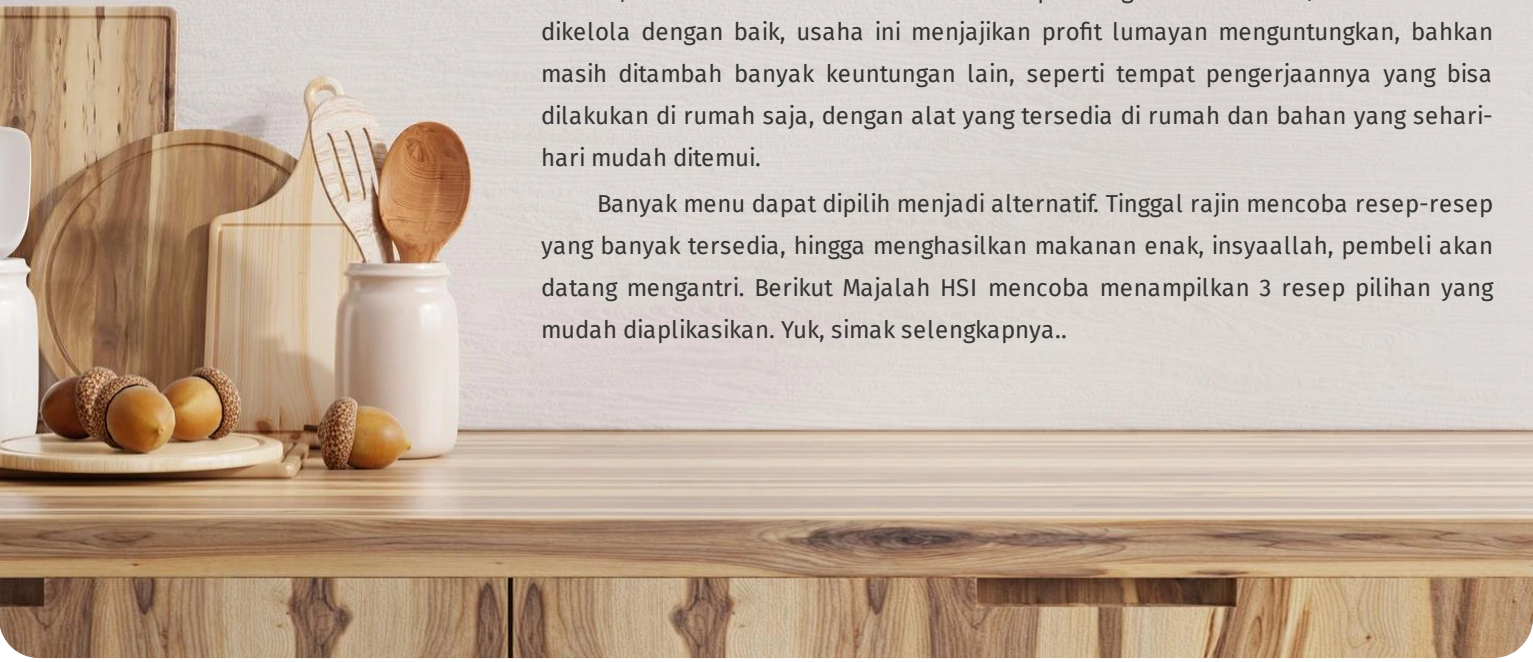 dikelola dengan baik, usaha ini menjajikan profit lumayan menguntungkan, bahkan
masih ditambah banyak keuntungan lain, seperti tempat pengerjaannya yang bisa
dilakukan di rumah saja, dengan alat yang tersedia di rumah dan bahan yang sehari-
hari mudah ditemui.
Banyak menu dapat dipilih menjadi alternatif. Tinggal rajin mencoba resep-resep
yang banyak tersedia, hingga menghasilkan makanan enak, insyaallah, pembeli akan
datang mengantri. Berikut Majalah HSI mencoba menampilkan 3 resep pilihan yang
mudah diaplikasikan. Yuk, simak selengkapnya..